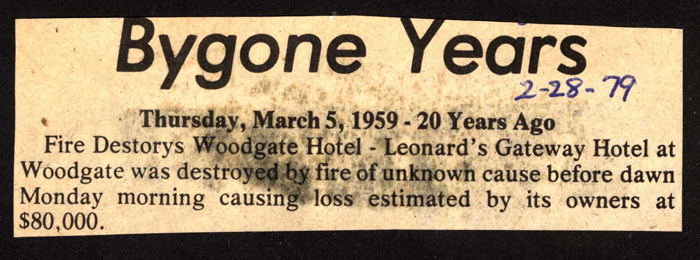 Bygone Years
2-28-79
Thursday, March 5, 1959 - 20 Years Ago
Fire Destorys Woodgate Hotel - Leonard's Gateway Hotel at
Woodgate was destroyed by fire of unknown cause before dawn
Monday morning causing loss estimated by its owners at
$80,000.